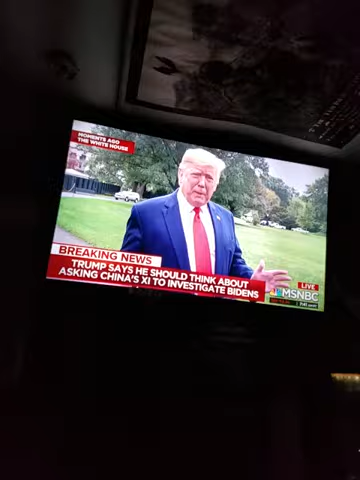 MOMENTS AGO
THE WHITE HOUSE
BREAKING NEWS
TRUMP SAYS HE SHOULD THINK ABOUT
ASKING CHINA'S XI TO INVESTIGATE BIDENS
LIVE
MSNBC